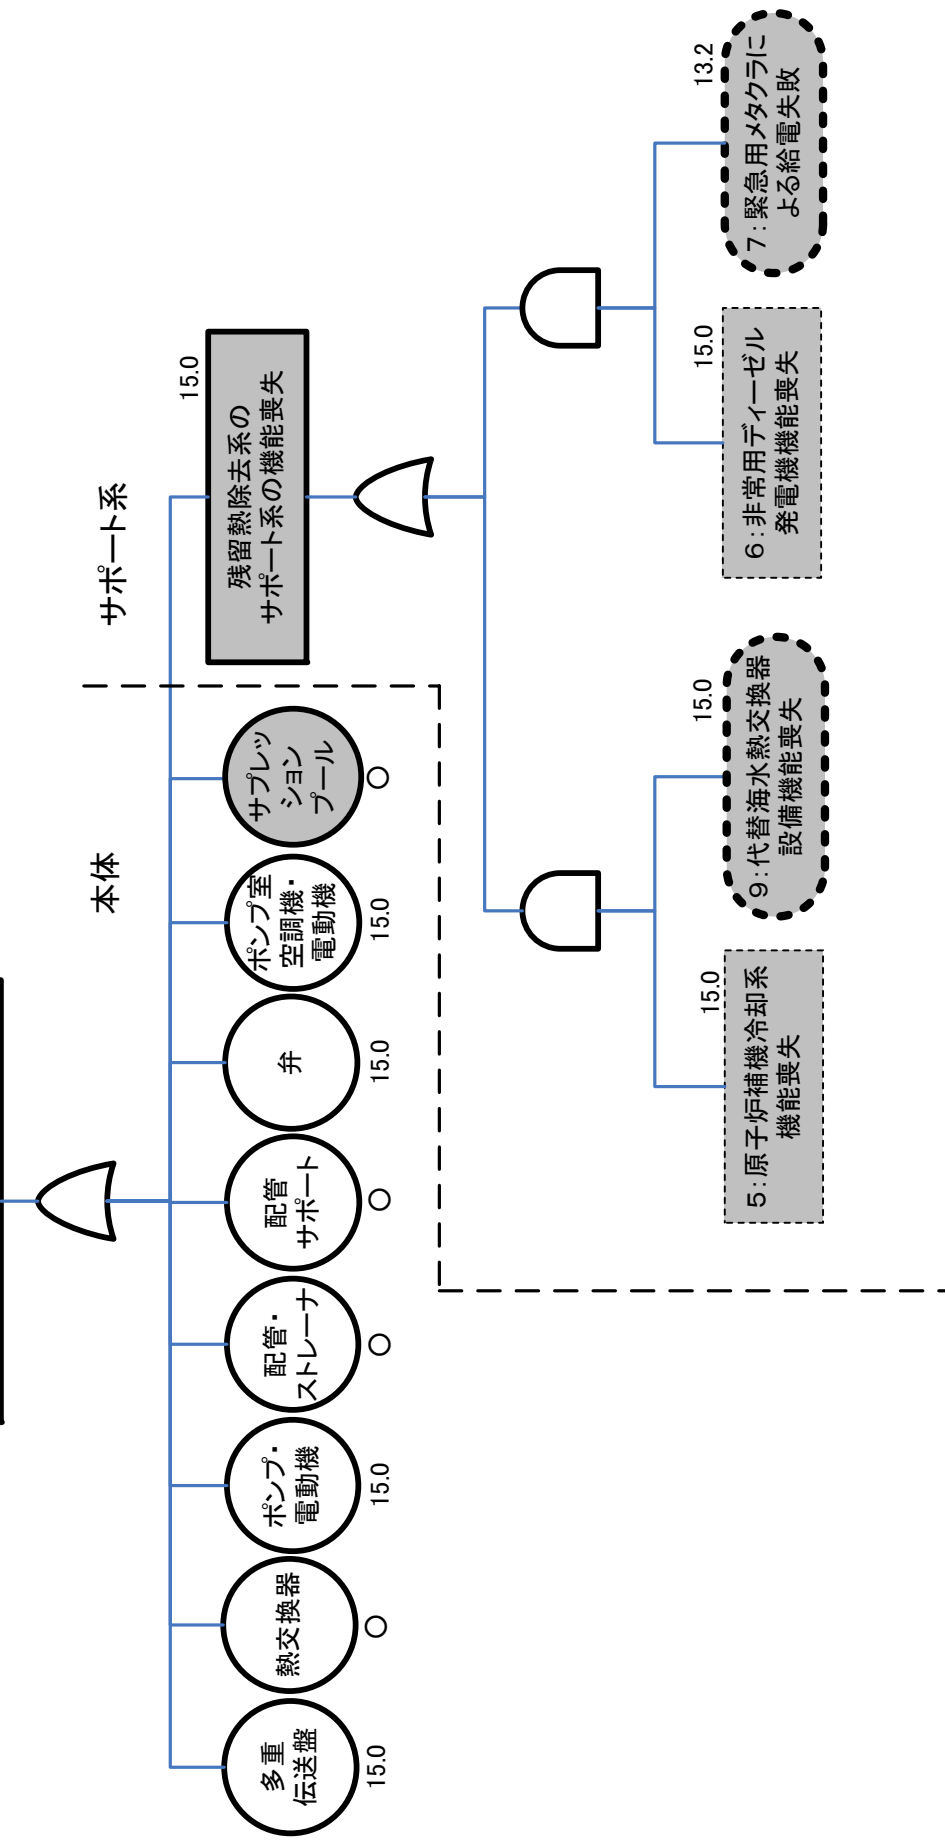 本体
サポート系
多重
伝送盤
15.0
熱交換器
○
ポンプ・
電動機
15.0
配管・
ストレーナ
○
配管
サポート
○
弁
15.0
ポンプ室
空調機・
電動機
15.0
サプレッ
ション
プール
○
15.0
残留熱除去系の
サポート系の機能喪失
15.0
5:原子炉補機冷却系
機能喪失
15.0
9:代替海水熱交換器
設備機能喪失
15.0
6:非常用ディーゼル
発電機機能喪失
13.2
7:緊急用メタクラに
よる給電失敗